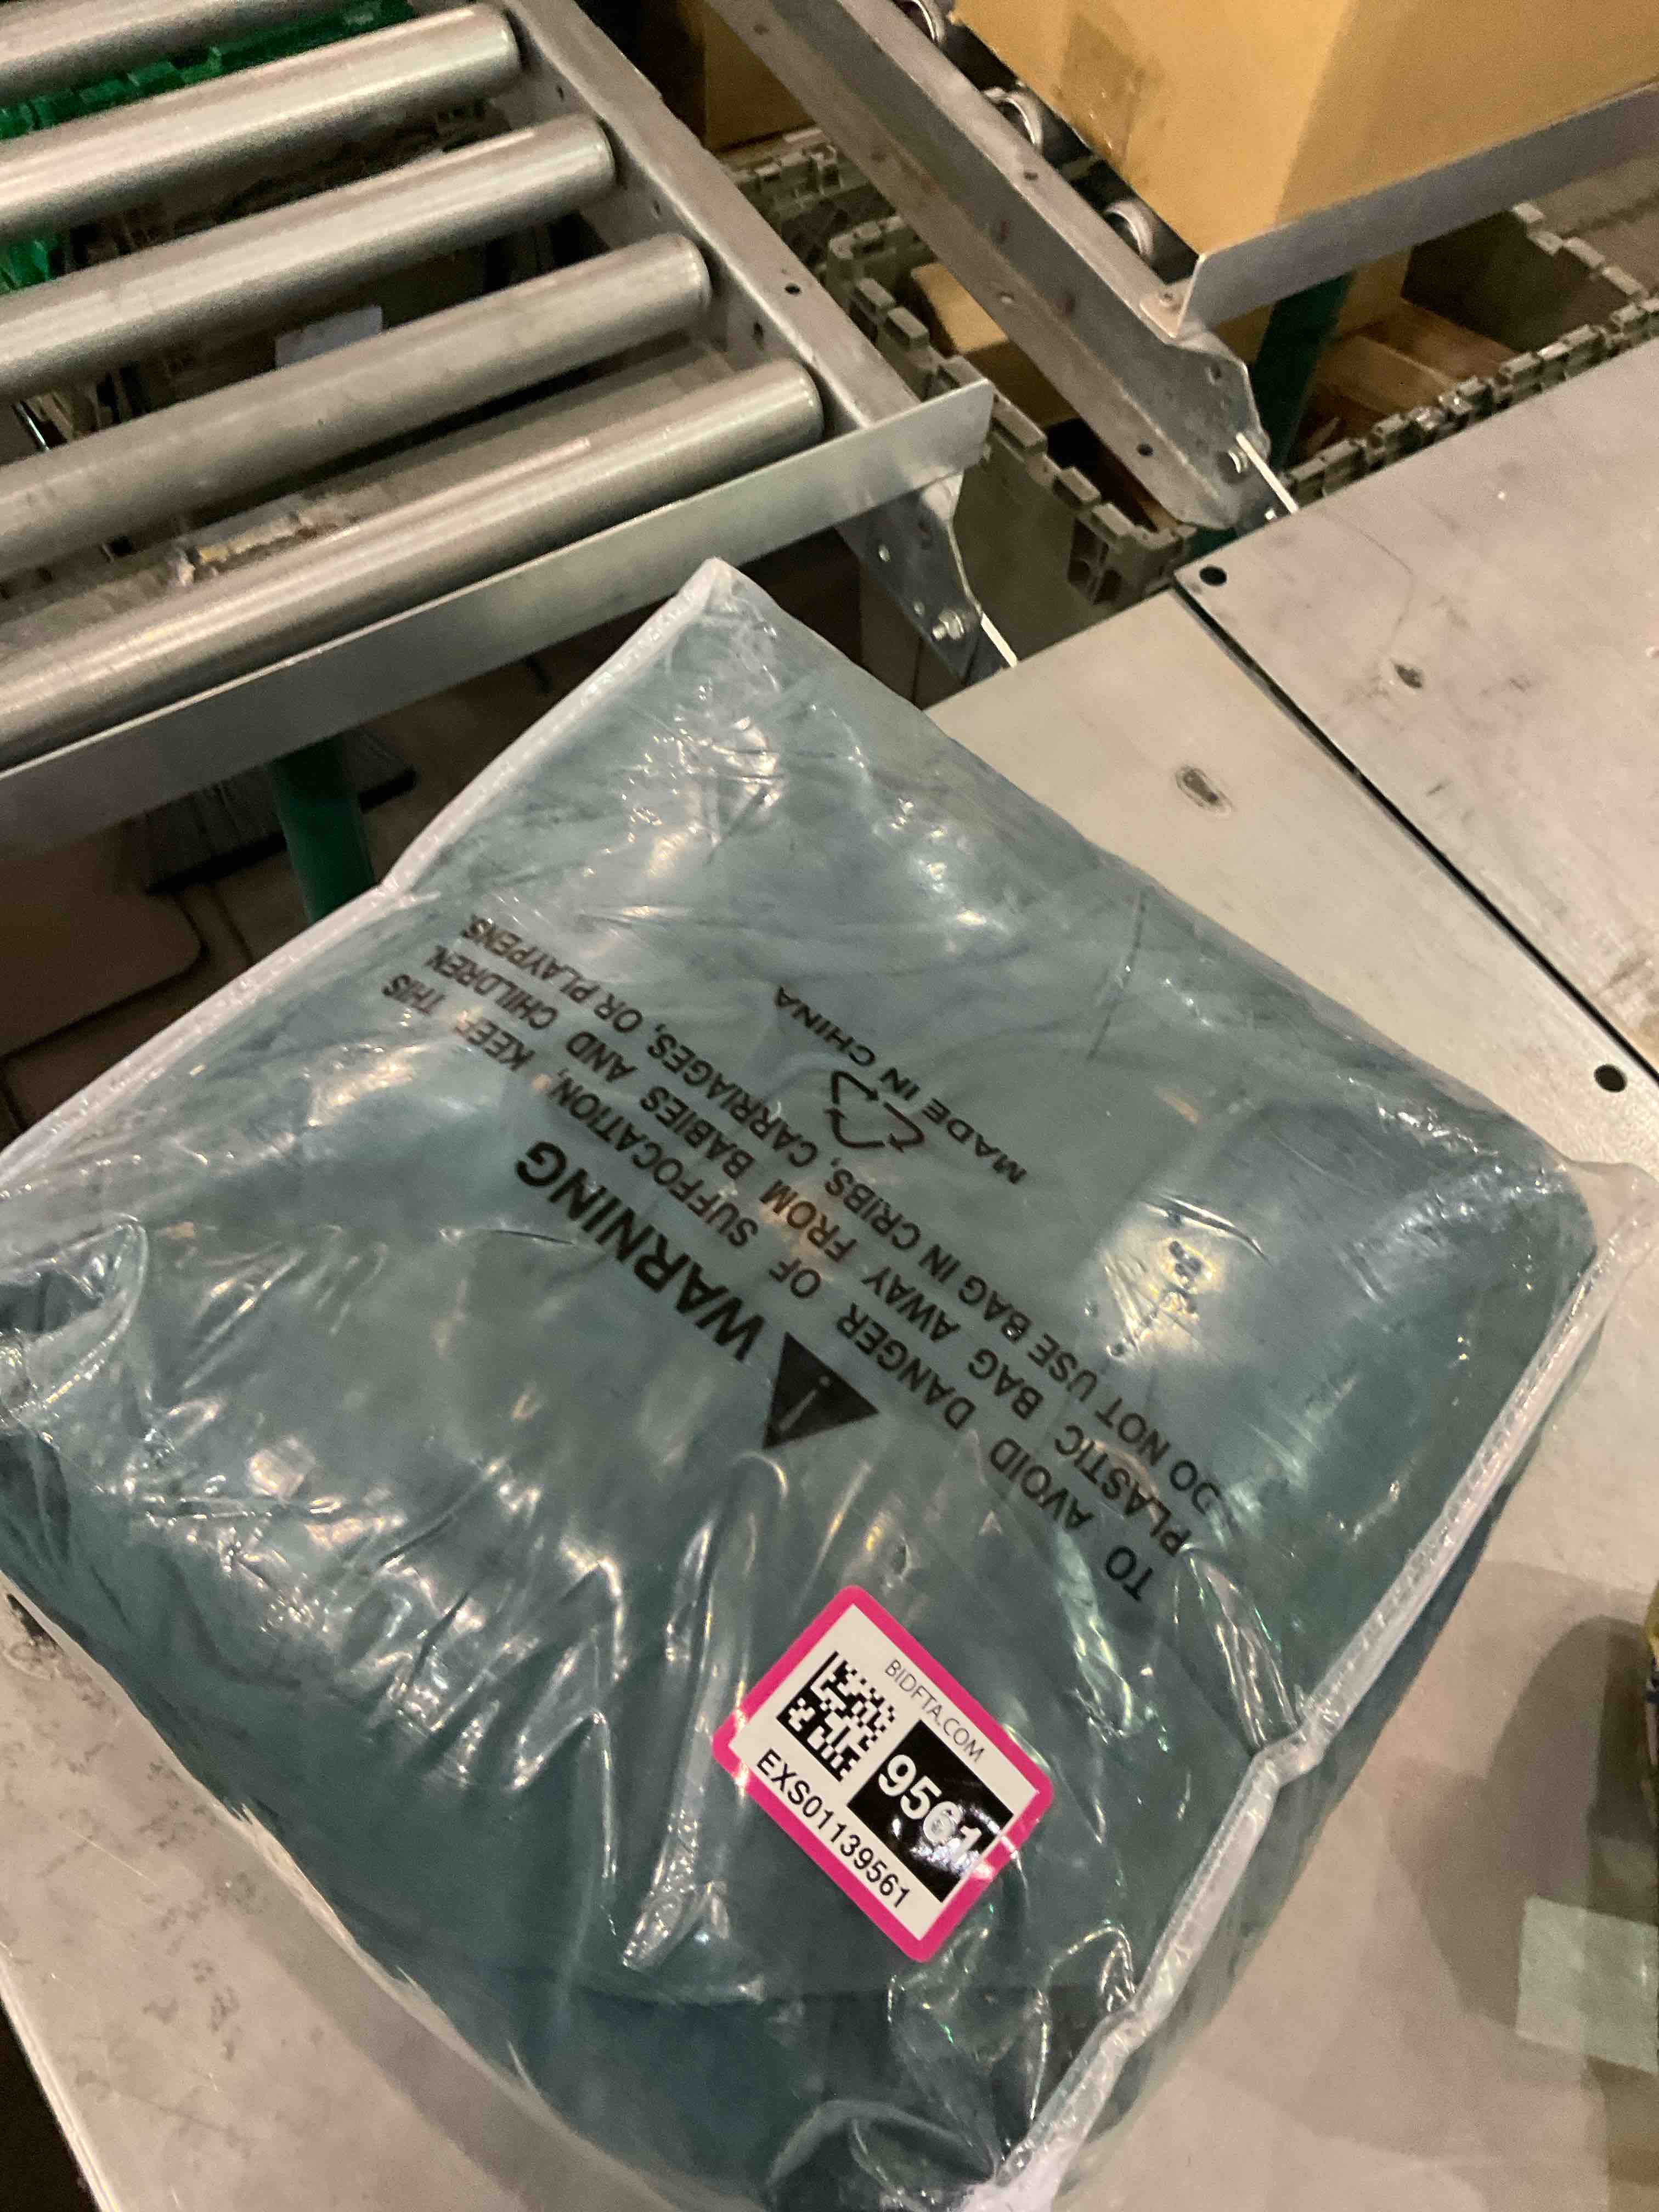 WARNING
TO AVOID DANGER OF SUFFOCATION, KEEP THIS
PLASTIC BAG AWAY FROM BABIES AND CHILDREN.
DO NOT USE BAG IN CRIBS, CARRIAGES, OR PLAYPENS.
MADE IN CHINA
BIDFTA.COM
9561
EXS01139561